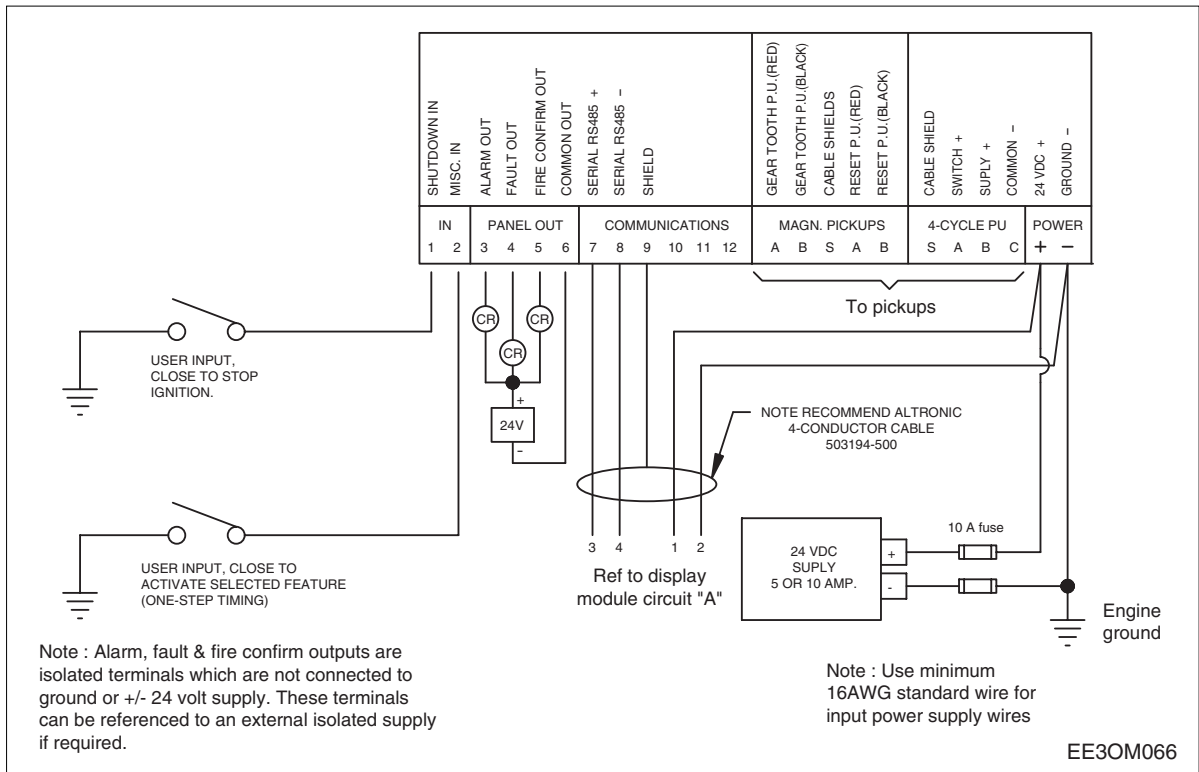 SHUTDOWN IN
MISC. IN
ALARM OUT
FAULT OUT
FIRE CONFIRM OUT
COMMON OUT
SERIAL RS485 +
SERIAL RS485 −
SHIELD
GEAR TOOTH P.U.(RED)
GEAR TOOTH P.U.(BLACK)
CABLE SHIELDS
RESET P.U.(RED)
RESET P.U.(BLACK)
CABLE SHIELD
SWITCH +
SUPLY +
COMMON −
24 VDC +
GROUND −
IN PANEL OUT COMMUNICATIONS MAGN. PICKUPS 4-CYCLE PU POWER
1 2 3 4 5 6 7 8 9 10 11 12 A B S A B S A B C + −
To pickups
CR CR
CR
USER INPUT,
CLOSE TO STOP
IGNITION.
+
24V
-
NOTE RECOMMEND ALTRONIC
4-CONDUCTOR CABLE
503194-500
3 4 1 2
Ref to display
module circuit "A"
USER INPUT, CLOSE TO
ACTIVATE SELECTED FEATURE
(ONE-STEP TIMING)
24 VDC
SUPLY
5 OR 10 AMP.
+
-
10 A fuse
Engine
ground
Note : Alarm, fault & fire confirm outputs are
isolated terminals which are not connected to
ground or +/- 24 volt supply. These terminals
can be referenced to an external isolated supply
if required.
Note : Use minimum
16AWG standard wire for
input power supply wires
EE3OM066